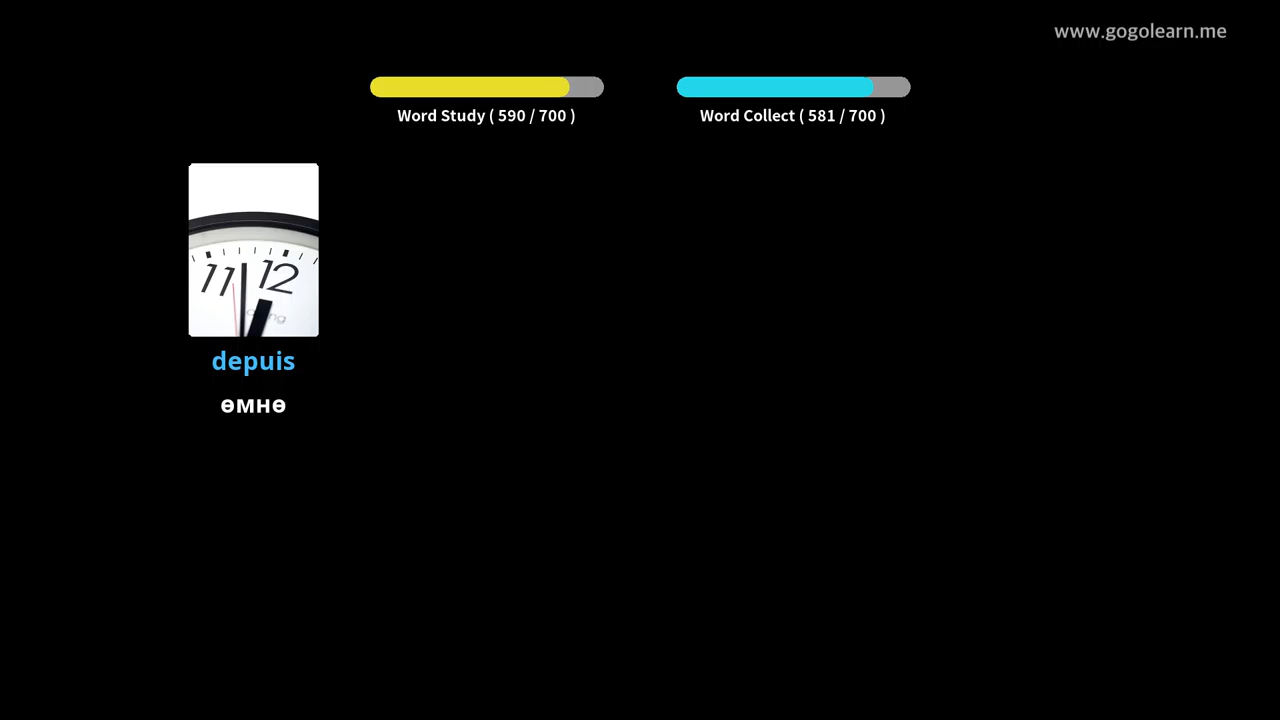 www.gogolearn.me
Word Study ( 590 / 700 )
Word Collect ( 581 / 700 )
11 12
depuis
өмнө